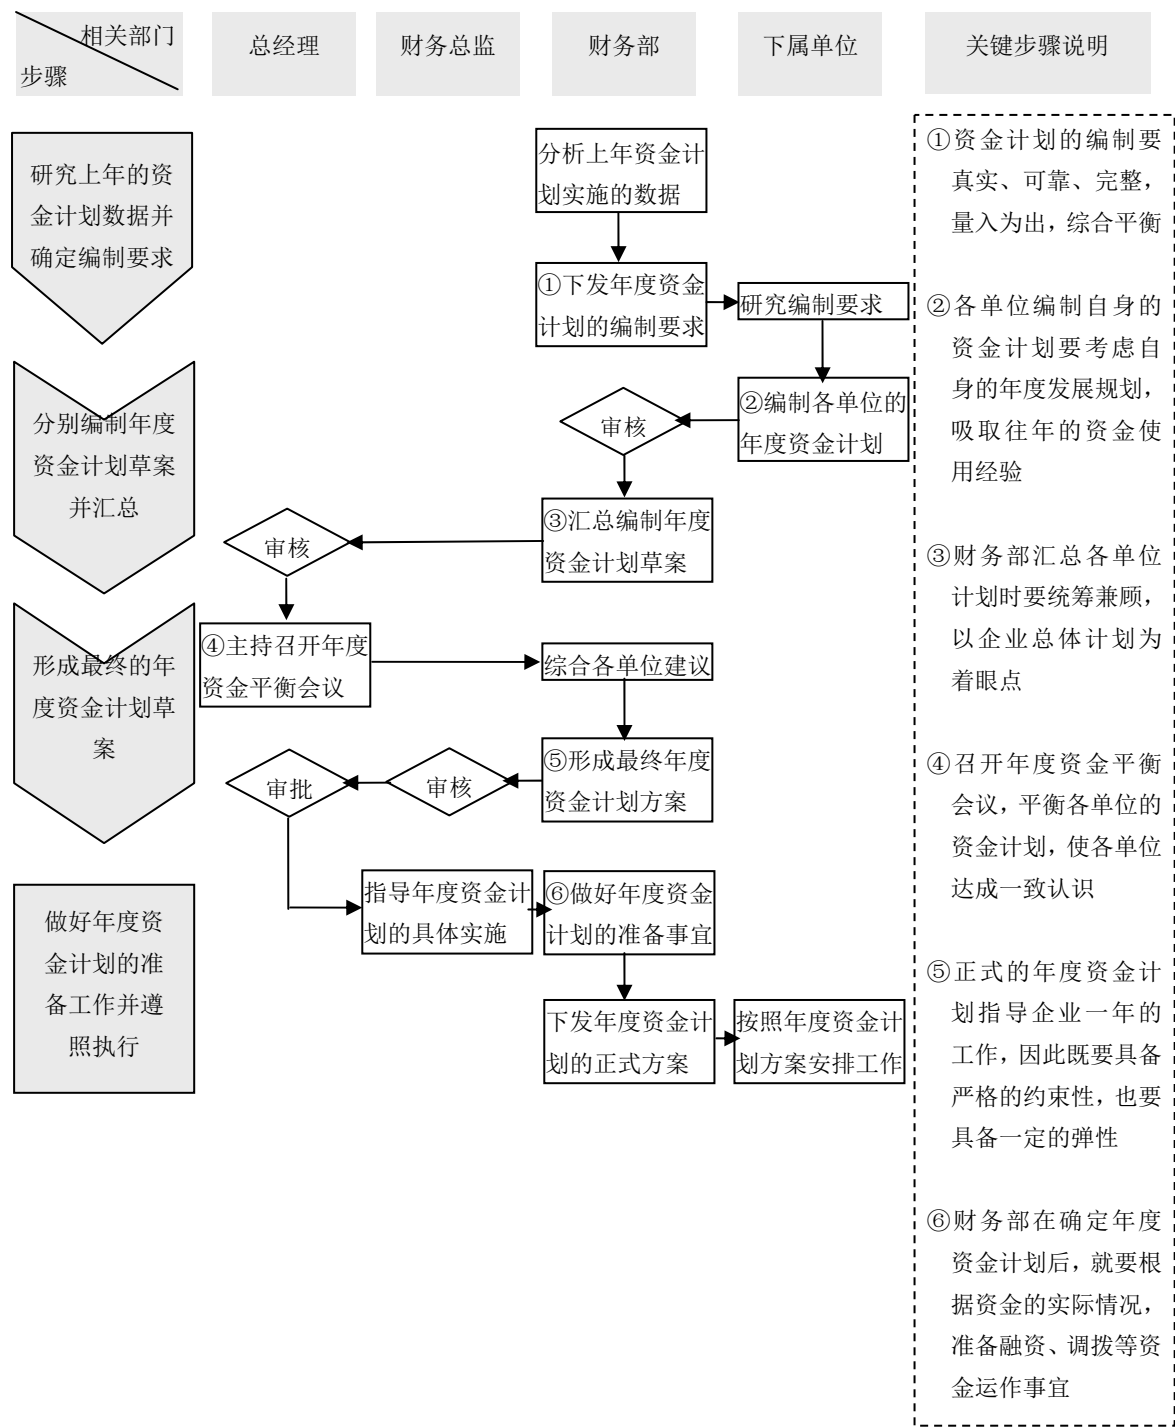 相关部门
步骤
总经理
财务总监
财务部
下属单位
关键步骤说明
研究上年的资
金计划数据并
确定编制要求
分别编制年度
资金计划草案
并汇总
形成最终的年
度资金计划草
案
做好年度资
金计划的准
备工作并遵
照执行
分析上年资金计
划实施的数据
①下发年度资金
计划的编制要求
研究编制要求
②编制各单位的
年度资金计划
审核
③汇总编制年度
资金计划草案
审核
④主持召开年度
资金平衡会议
综合各单位建议
⑤形成最终年度
资金计划方案
审核
审批
指导年度资金计
划的具体实施
⑥做好年度资金
计划的准备事宜
下发年度资金计
划的正式方案
按照年度资金计
划方案安排工作
①资金计划的编制要
真实、可靠、完整，
量入为出，综合平衡
②各单位编制自身的
资金计划要考虑自
身的年度发展规划，
吸取往年的资金使
用经验
③财务部汇总各单位
计划时要统筹兼顾，
以企业总体计划为
着眼点
④召开年度资金平衡
会议，平衡各单位的
资金计划，使各单位
达成一致认识
⑤正式的年度资金计
划指导企业一年的
工作，因此既要具备
严格的约束性，也要
具备一定的弹性
⑥财务部在确定年度
资金计划后，就要根
据资金的实际情况，
准备融资、调拨等资
金运作事宜